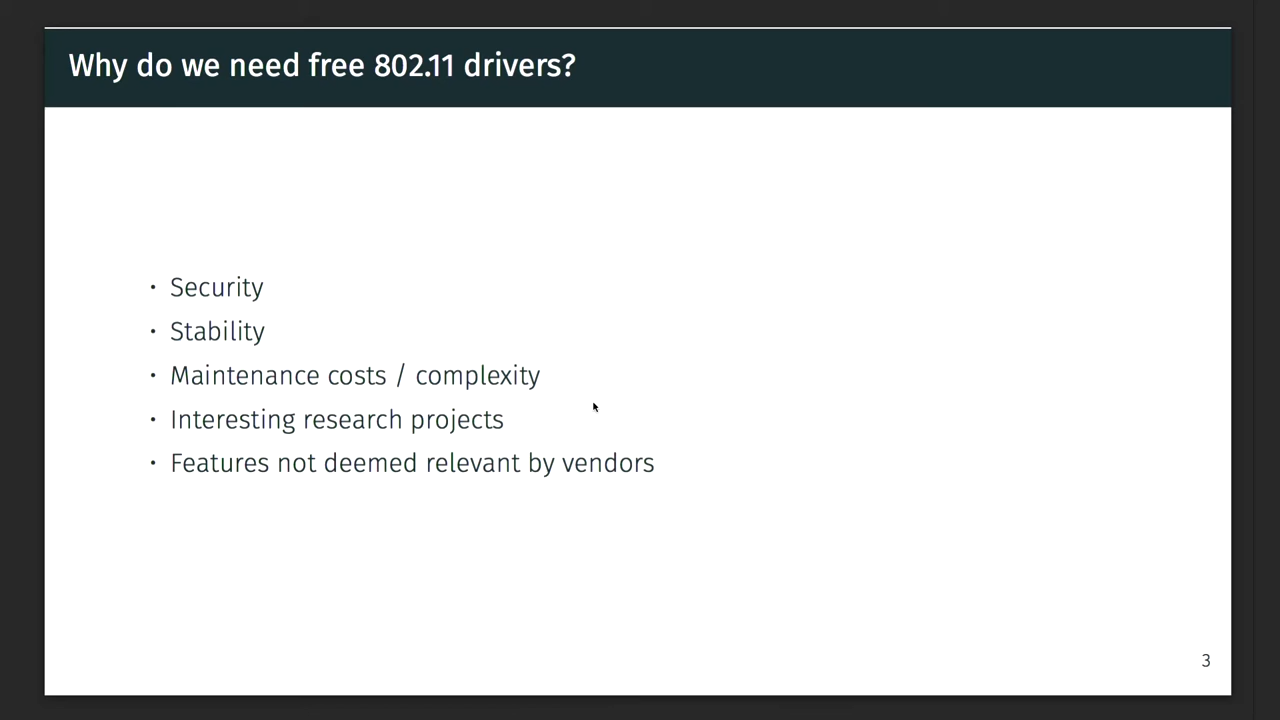 Why do we need free 802.11 drivers?
• Security
• Stability
• Maintenance costs / complexity
• Interesting research projects
• Features not deemed relevant by vendors
3